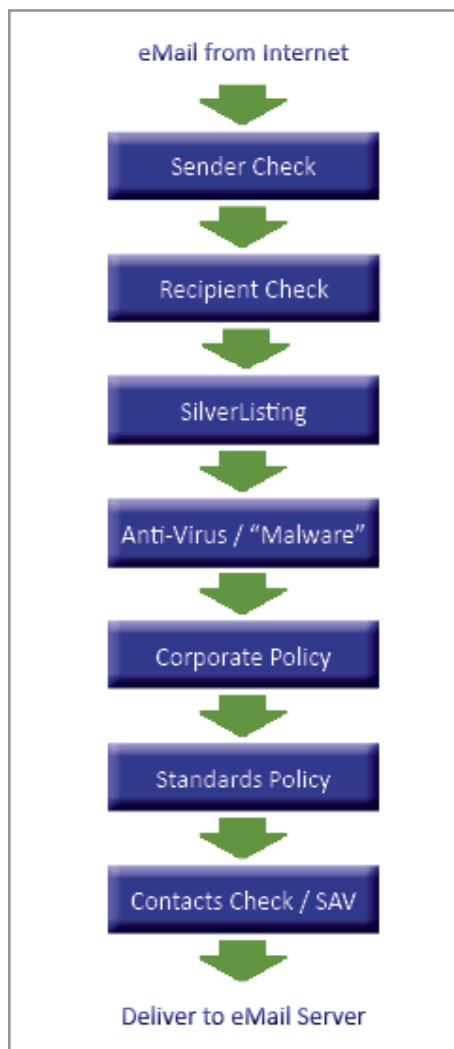 eMail from Internet
Sender Check
Recipient Check
SilverListing
Anti-Virus / “Malware”
Corporate Policy
Standards Policy
Contacts Check / SAV
Deliver to eMail Server